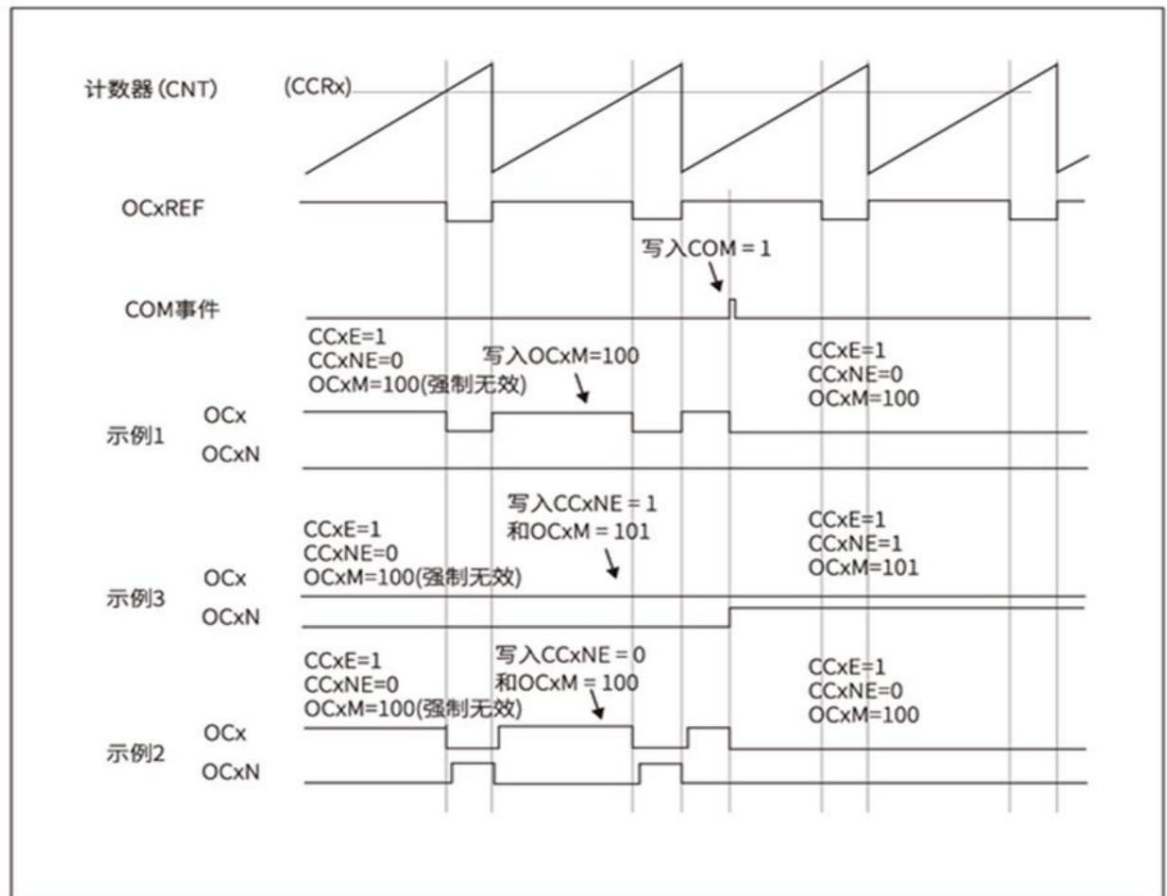 计数器(CNT)
(CCRx)
OCxREF
写入COM = 1
COM事件
CCxE=1
CCxNE=0
OCxM=100(强制无效)
写入OCxM=100
CCxE=1
CCxNE=0
OCxM=100
示例1
OCx
OCxN
写入CCxNE = 1
和OCxM = 101
CCxE=1
CCxNE=0
OCxM=100(强制无效)
CCxE=1
CCxNE=1
OCxM=101
示例3
OCx
OCxN
写入CCxNE = 0
和OCxM = 100
CCxE=1
CCxNE=0
OCxM=100(强制无效)
CCxE=1
CCxNE=0
OCxM=100
示例2
OCx
OCxN